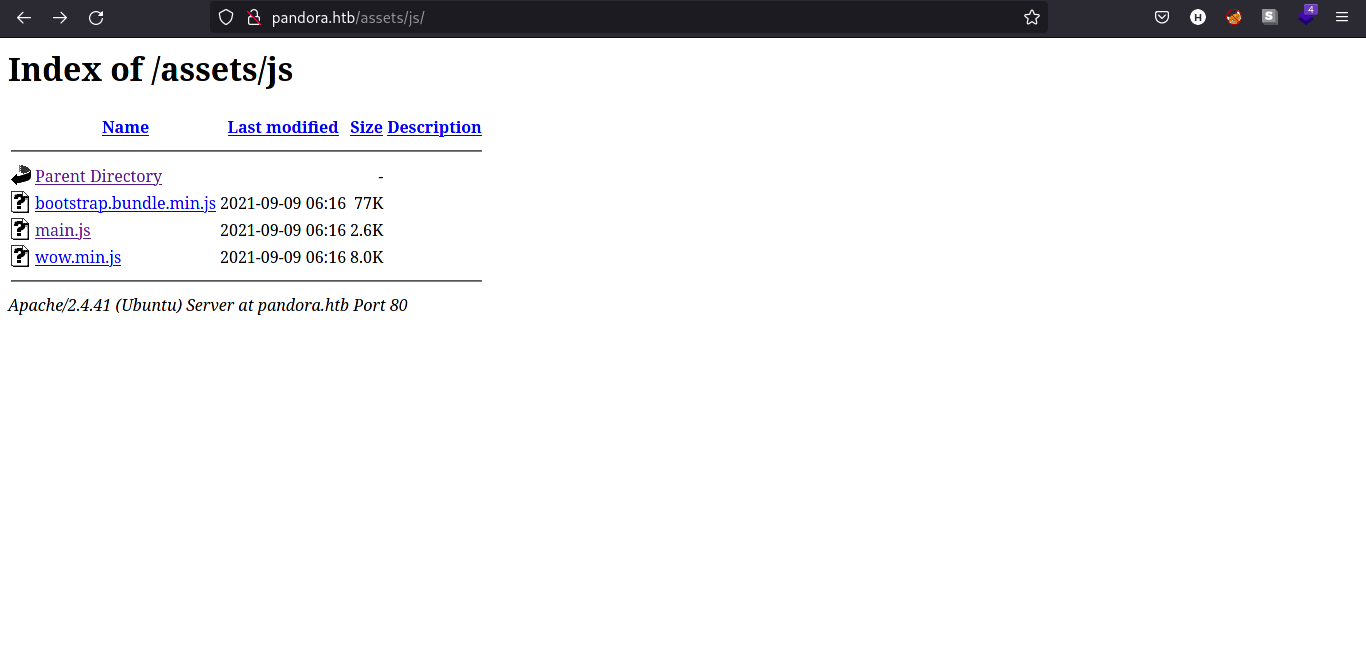 pandora.htb/assets/js/
H
S
4
Index of /assets/js
Name Last modified Size Description
Parent Directory -
? bootstrap.bundle.min.js 2021-09-09 06:16 77K
? main.js 2021-09-09 06:16 2.6K
? wow.min.js 2021-09-09 06:16 8.0K
Apache/2.4.41 (Ubuntu) Server at pandora.htb Port 80